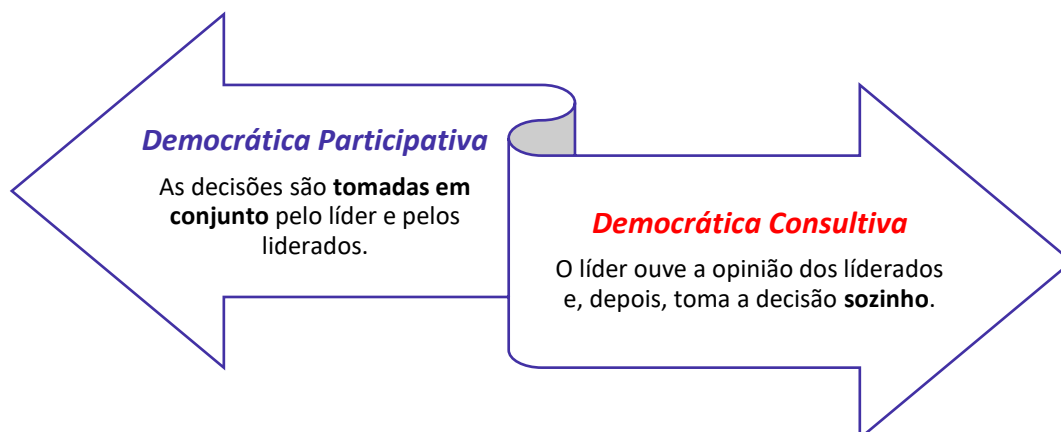 Democrática Participativa
As decisões são tomadas em
conjunto pelo líder e pelos
liderados.
Democrática Consultiva
O líder ouve a opinião dos líderados
e, depois, toma a decisão sozinho.